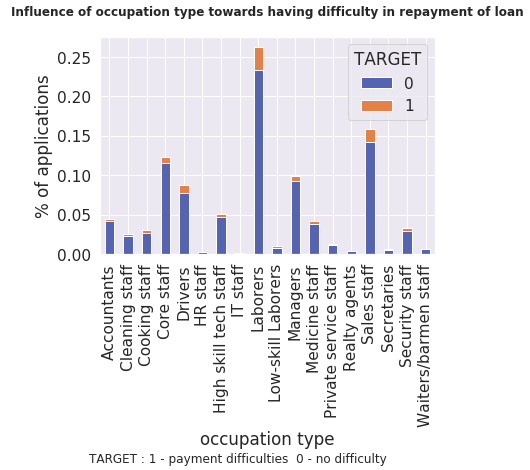 Influence of occupation type towards having difficulty in repayment of loan
TARGET
0
1
% of applications
0.25
0.20
0.15
0.10
0.05
0.00
Accountants
Cleaning staff
Cooking staff
Core staff
Drivers
HR staff
High skill tech staff
IT staff
Laborers
Low-skill Laborers
Managers
Medicine staff
Private service staff
Realty agents
Sales staff
Secretaries
Security staff
Waiters/barmen staff
occupation type
TARGET : 1 - payment difficulties  0 - no difficulty